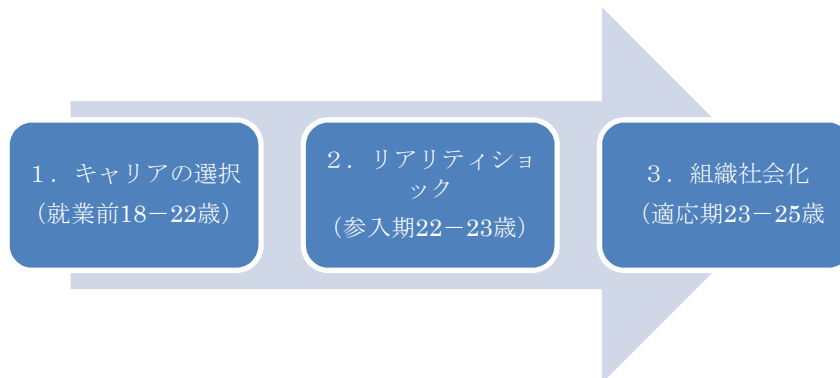 １．キャリアの選択
（就業前18－22歳）
２．リアリティショ
ック
（参入期22－23歳）
３．組織社会化
（適応期23－25歳